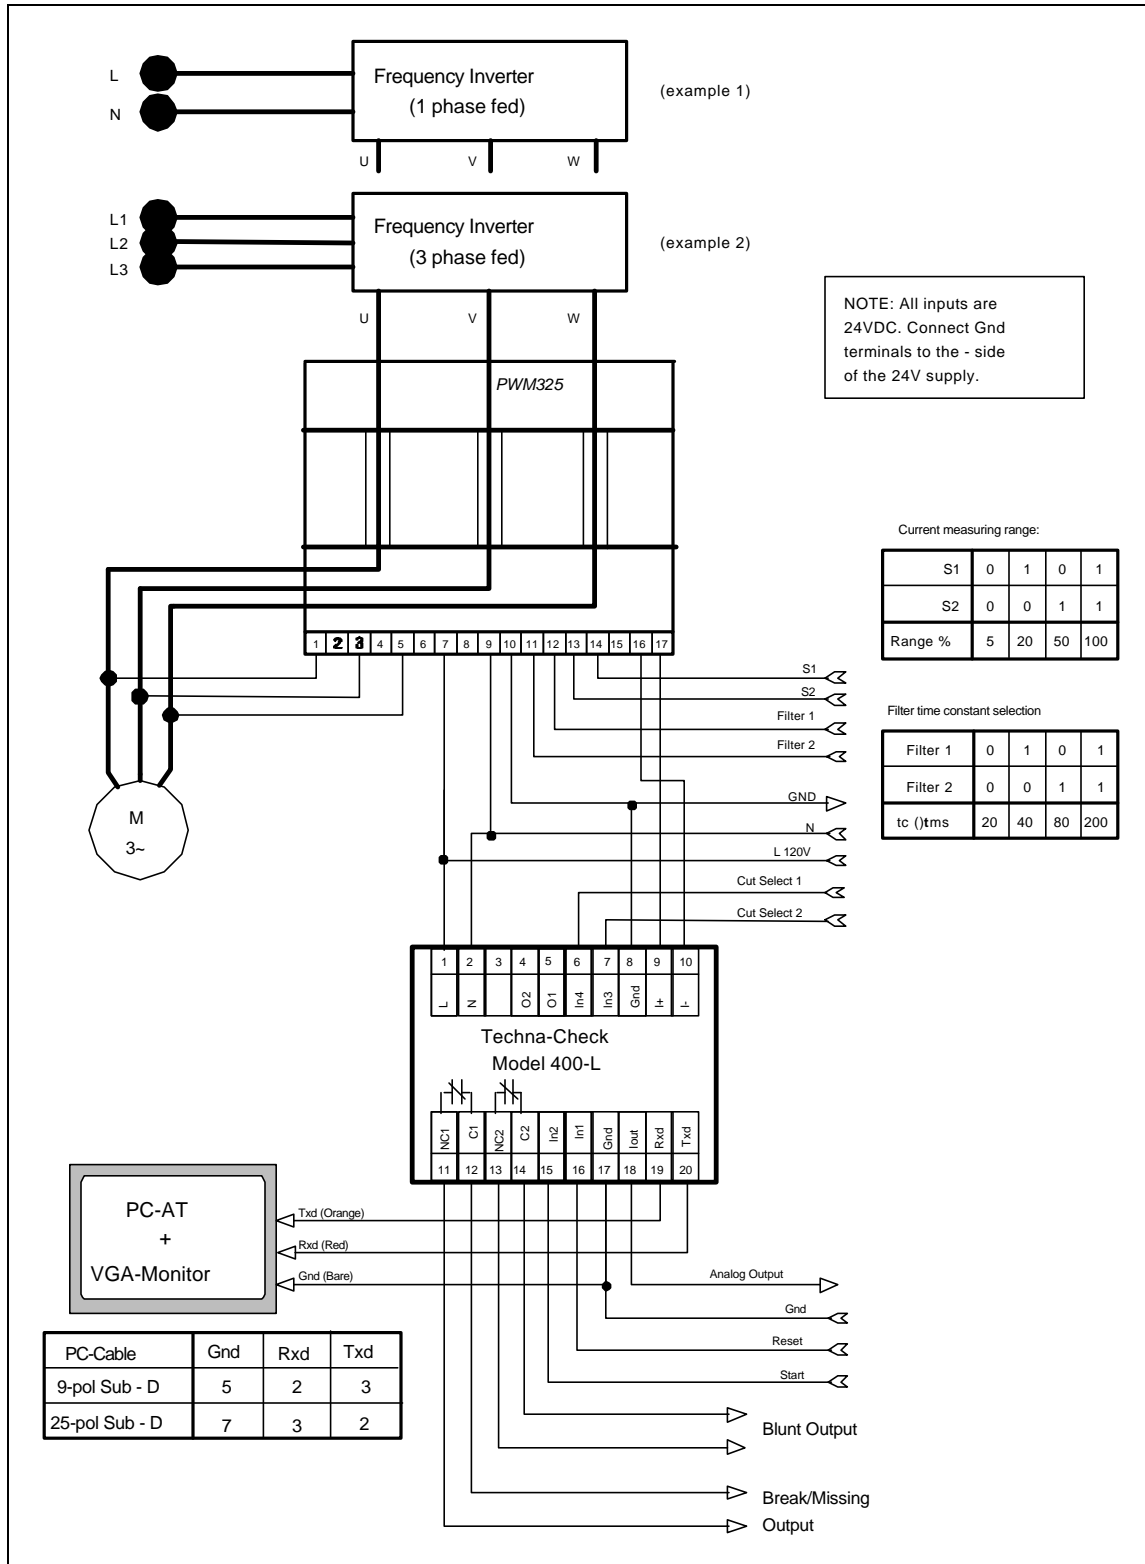 L
Frequency Inverter
(1 phase fed)
(example 1)
N
U V W
L1
L2
L3
Frequency Inverter
(3 phase fed)
(example 2)
U V W
NOTE: All inputs are
24VDC. Connect Gnd
terminals to the - side
of the 24V supply.
PWM325
Current measuring range:
S1 0 1 0 1
S2 0 0 1 1
Range % 5 20 50 100
1 2 3 4 5 6 7 8 9 10 11 12 13 14 15 16 17
S1
S2
Filter 1
Filter 2
GND
N
L 120V
Cut Select 1
Cut Select 2
Filter time constant selection
Filter 1 0 1 0 1
Filter 2 0 0 1 1
tc ()tms 20 40 80 200
M
3~
1 2 3 4 5 6 7 8 9 10
L N O2 O1 In4 In3 Gnd I+ I-
Techna-Check
Model 400-L
NC1 C1 NC2 C2 In2 In1 Gnd Iout Rxd Txd
11 12 13 14 15 16 17 18 19 20
PC-AT
+
VGA-Monitor
Txd (Orange)
Rxd (Red)
Gnd (Bare)
Analog Output
Gnd
Reset
Start
PC-Cable Gnd Rxd Txd
9-pol Sub - D 5 2 3
25-pol Sub - D 7 3 2
Blunt Output
Break/Missing
Output